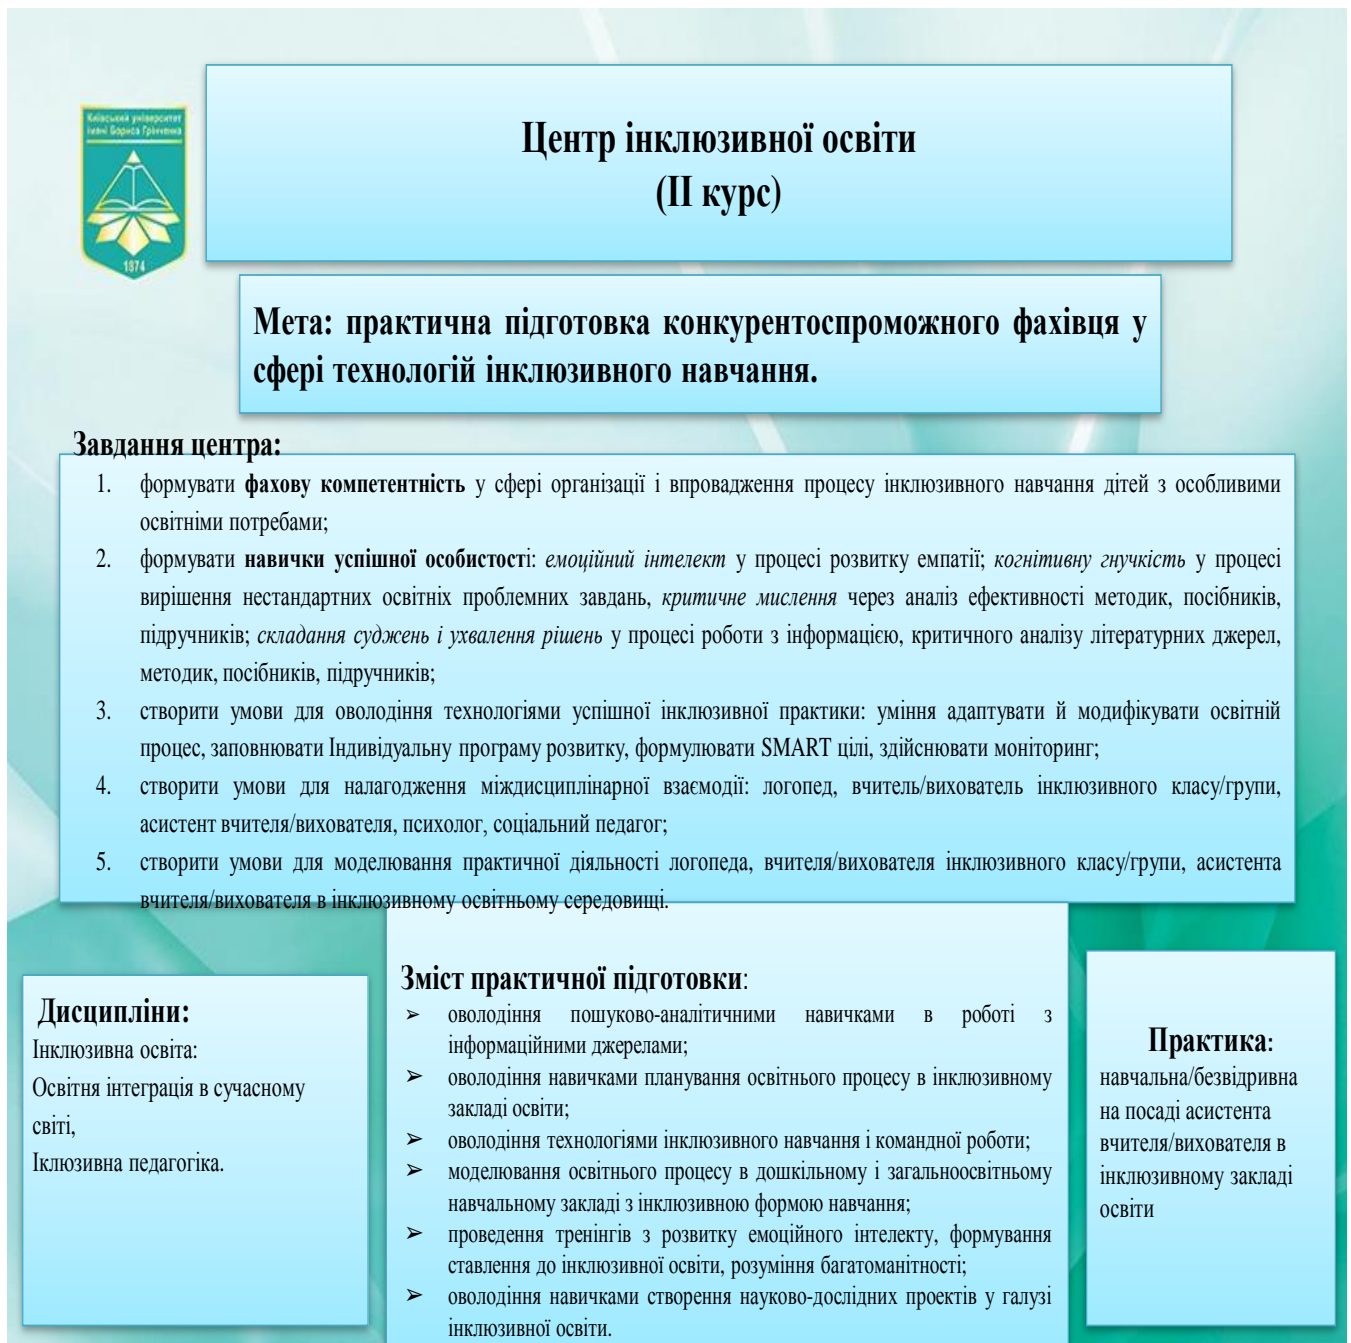 Київський університет
імені Бориса Грінченка
1874
Центр інклюзивної освіти
(ІІ курс)
Мета: практична підготовка конкурентоспроможного фахівця у
сфері технологій інклюзивного навчання.
Завдання центра:
1. формувати фахову компетентність у сфері організації і впровадження процесу інклюзивного навчання дітей з особливими
освітніми потребами;
2. формувати навички успішної особистості: емоційний інтелект у процесі розвитку емпатії; когнітивну гнучкість у процесі
вирішення нестандартних освітніх проблемних завдань, критичне мислення через аналіз ефективності методик, посібників,
підручників; складання суджень і ухвалення рішень у процесі роботи з інформацією, критичного аналізу літературних джерел,
методик, посібників, підручників;
3. створити умови для оволодіння технологіями успішної інклюзивної практики: уміння адаптувати й модифікувати освітній
процес, заповнювати Індивідуальну програму розвитку, формулювати SMART цілі, здійснювати моніторинг;
4. створити умови для налагодження міждисциплінарної взаємодії: логопед, вчитель/вихователь інклюзивного класу/групи,
асистент вчителя/вихователя, психолог, соціальний педагог;
5. створити умови для моделювання практичної діяльності логопеда, вчителя/вихователя інклюзивного класу/групи, асистента
вчителя/вихователя в інклюзивному освітньому середовищі.
Дисципліни:
Інклюзивна освіта:
Освітня інтеграція в сучасному
світі,
Іклюзивна педагогіка.
Зміст практичної підготовки:
➢ оволодіння пошуково-аналітичними навичками в роботі з
інформаційними джерелами;
➢ оволодіння навичками планування освітнього процесу в інклюзивному
закладі освіти;
➢ оволодіння технологіями інклюзивного навчання і командної роботи;
➢ моделювання освітнього процесу в дошкільному і загальноосвітньому
навчальному закладі з інклюзивною формою навчання;
➢ проведення тренінгів з розвитку емоційного інтелекту, формування
ставлення до інклюзивної освіти, розуміння багатоманітності;
➢ оволодіння навичками створення науково-дослідних проектів у галузі
інклюзивної освіти.
Практика:
навчальна/безвідривна
на посаді асистента
вчителя/вихователя в
інклюзивному закладі
освіти